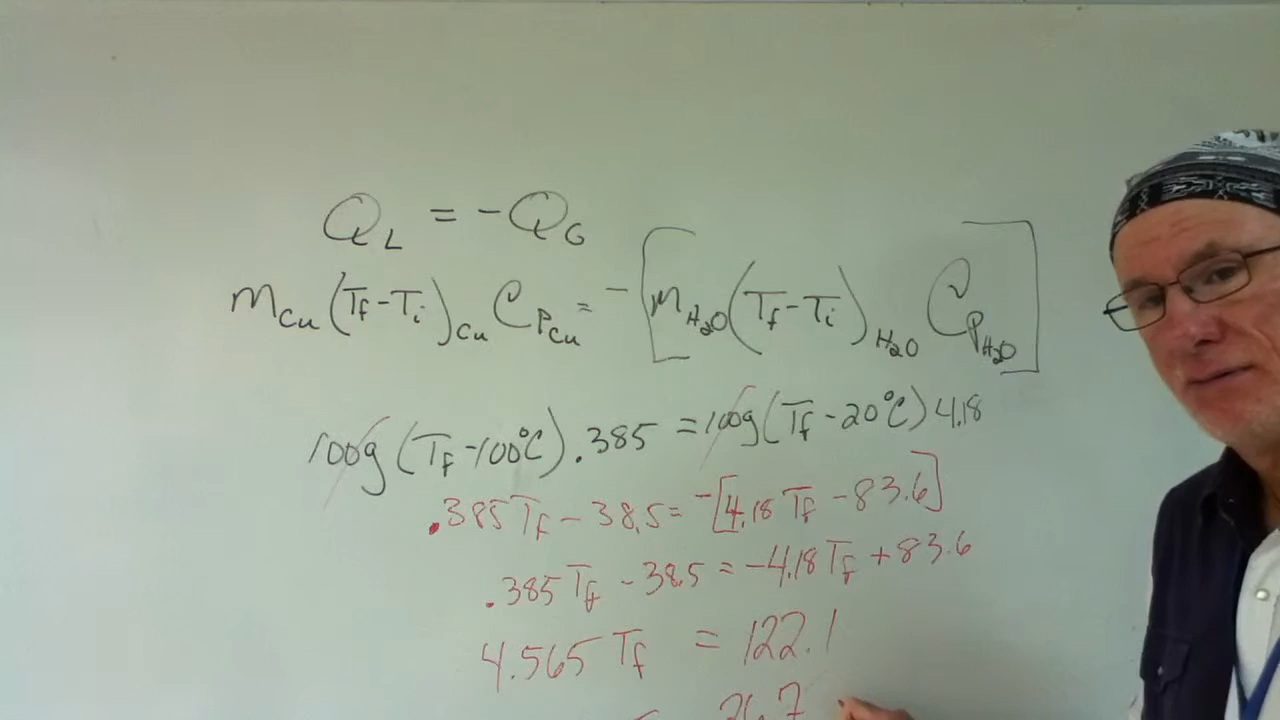 Q_L = -Q_G
m_Cu (T_f - T_i)_Cu C_P_Cu = -[m_H2O (T_f - T_i)_H2O C_P_H2O]
100g (T_f - 100°C) .385 = 100g (T_f - 20°C) 4.18
.385 T_f - 38.5 = -[4.18 T_f - 83.6]
.385 T_f - 38.5 = -4.18 T_f + 83.6
4.565 T_f = 122.1
26.7